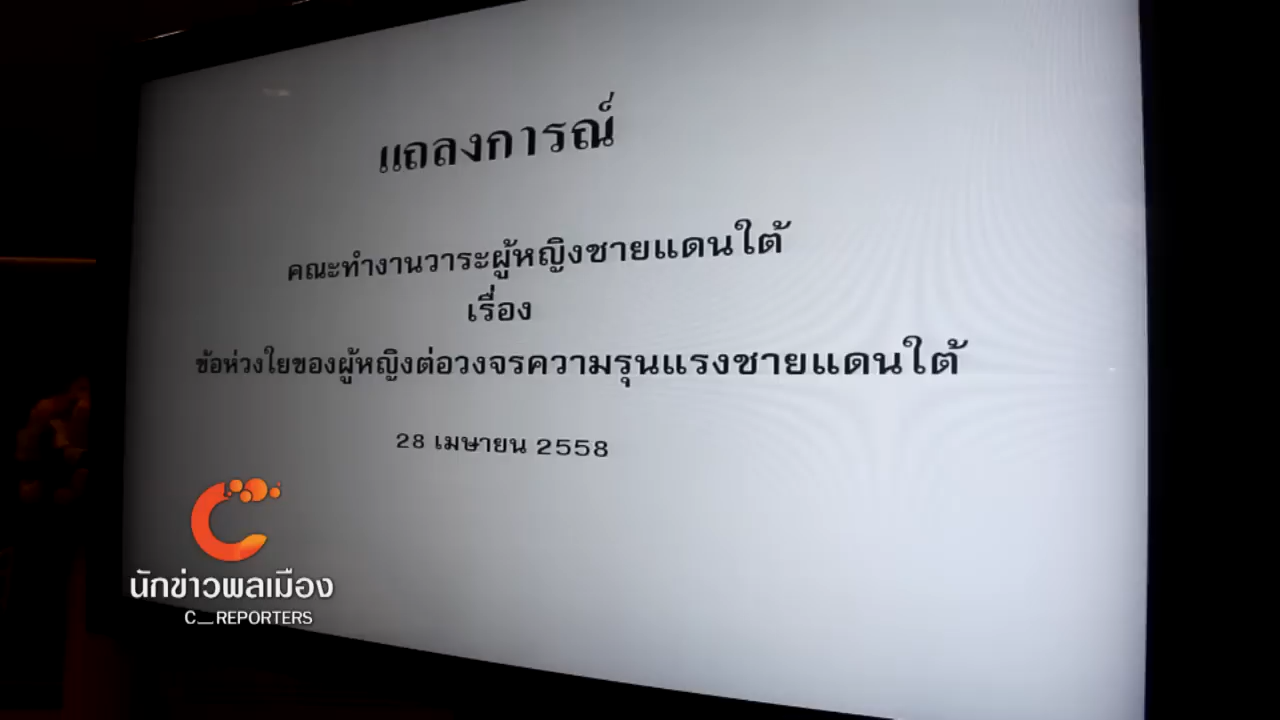 แถลงการณ์
คณะทำงานวาระผู้หญิงชายแดนใต้
เรื่อง
ข้อห่วงใยของผู้หญิงต่อวงจรความรุนแรงชายแดนใต้
28 เมษายน 2558
นักข่าวพลเมือง
C_REPORTERS